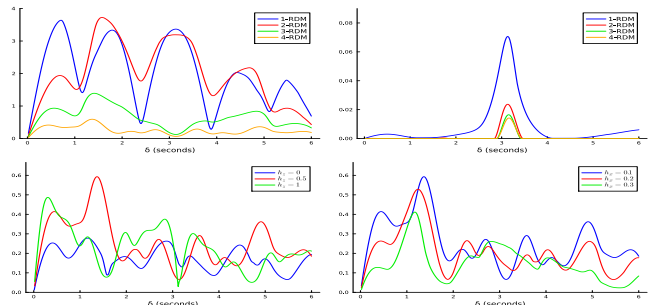 4
3
2
1
0
0 1 2 3 4 5 6
δ (seconds)
1-RDM
2-RDM
3-RDM
4-RDM
0.08
0.06
0.04
0.02
0.00
0 1 2 3 4 5 6
δ (seconds)
1-RDM
2-RDM
3-RDM
4-RDM
0.6
0.5
0.4
0.3
0.2
0.1
0.0
0 1 2 3 4 5 6
δ (seconds)
h_z = 0
h_z = 0.5
h_z = 1
0.6
0.5
0.4
0.3
0.2
0.1
0.0
0 1 2 3 4 5 6
δ (seconds)
h_x = 0.1
h_x = 0.2
h_x = 0.3